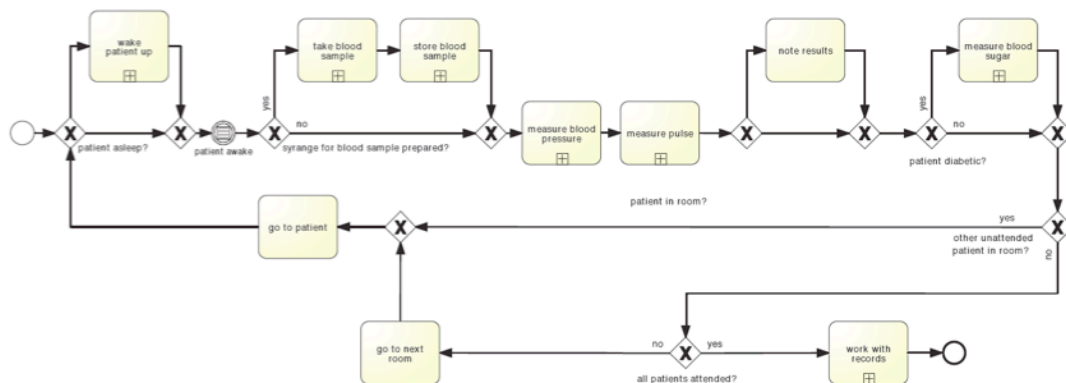 wake
patient up
take blood
sample
store blood
sample
note results
measure blood
sugar
yes
yes
no
no
measure blood
pressure
measure pulse
patient asleep?
patient awake
syrange for blood sample prepared?
patient diabetic?
patient in room?
go to patient
yes
other unattended
patient in room?
no
go to next
room
no
yes
work with
records
all patients attended?